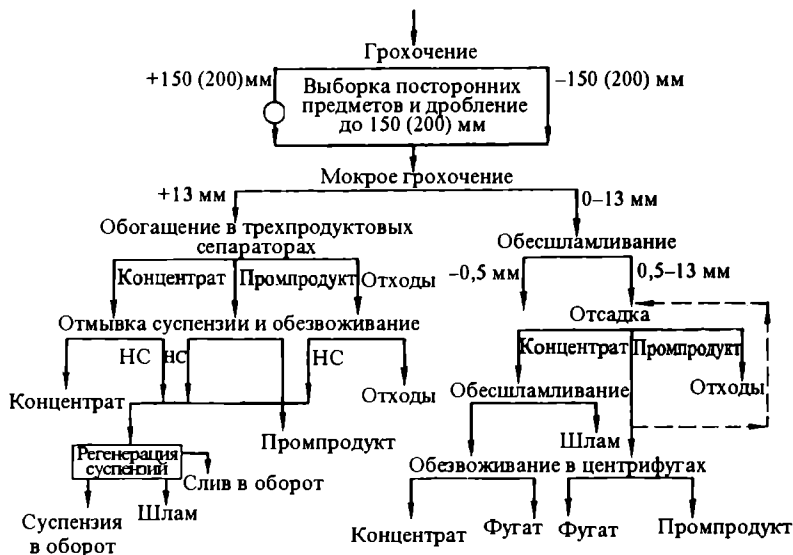 Грохочение
+150 (200)мм
Выборка посторонних
предметов и дробление
до 150 (200) мм
–150 (200) мм
Мокрое грохочение
+13 мм
0–13 мм
Обогащение в трехпродуктовых
сепараторах
Обесшламливание
Концентрат
Промпродукт
Отходы
–0,5 мм
0,5–13 мм
Отмывка суспензии и обезвоживание
Отсадка
НС
НС
НС
Концентрат
Промпродукт
Концентрат
Отходы
Обесшламливание
Отходы
Промпродукт
Шлам
Регенерация
суспензий
Слив в оборот
Обезвоживание в центрифугах
Суспензия
в оборот
Шлам
Концентрат
Фугат
Фугат
Промпродукт